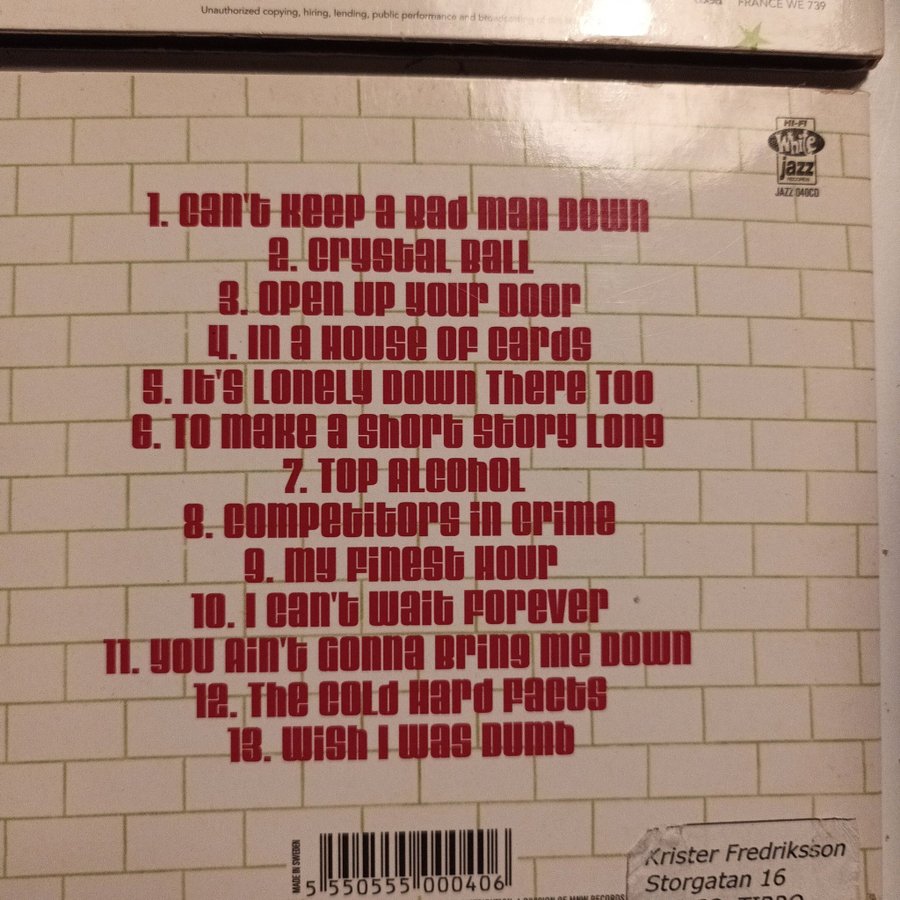 Unauthorized copying, hiring, lending, public performance and broadcasting of this
FRANCE WE 739
HI-FI
White
jazz
RECORDS
JAZZ 040CD
1. Can't Keep a Bad Man Down
2. Crystal Ball
3. Open Up Your Door
4. In a House Of Cards
5. It's Lonely Down There Too
6. To Make a Short Story Long
7. Top Alcohol
8. Competitors in Crime
9. My Finest Hour
10. I Can't Wait Forever
11. You Ain't Gonna Bring Me Down
12. The Cold Hard Facts
13. Wish I Was Dumb
MADE IN SWEDEN
5 550555 000406
Krister Fredriksson
Storgatan 16